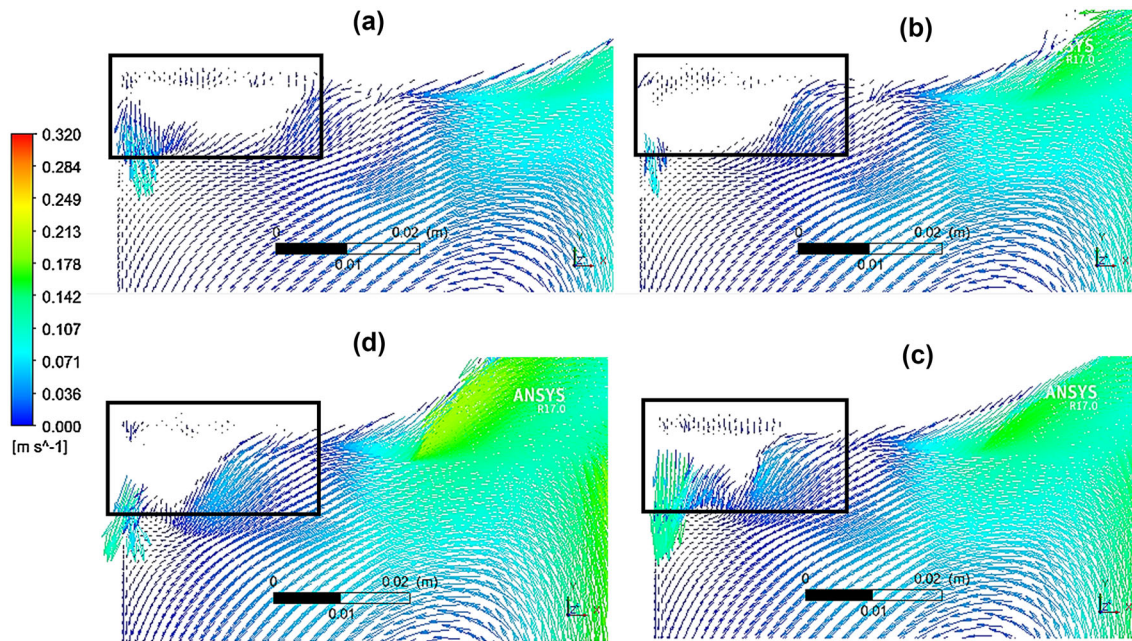 (a)
(b)
ANSYS
R17.0
0.320
0.284
0.249
0.213
0.178
0.142
0.107
0.071
0.036
0.000
[m s^-1]
0 0.02 (m)
0.01
Y
Z X
0 0.02 (m)
0.01
Y
Z X
(d)
(c)
ANSYS
R17.0
ANSYS
R17.0
0 0.02 (m)
0.01
Y
Z X
0 0.02 (m)
0.01
Y
Z X